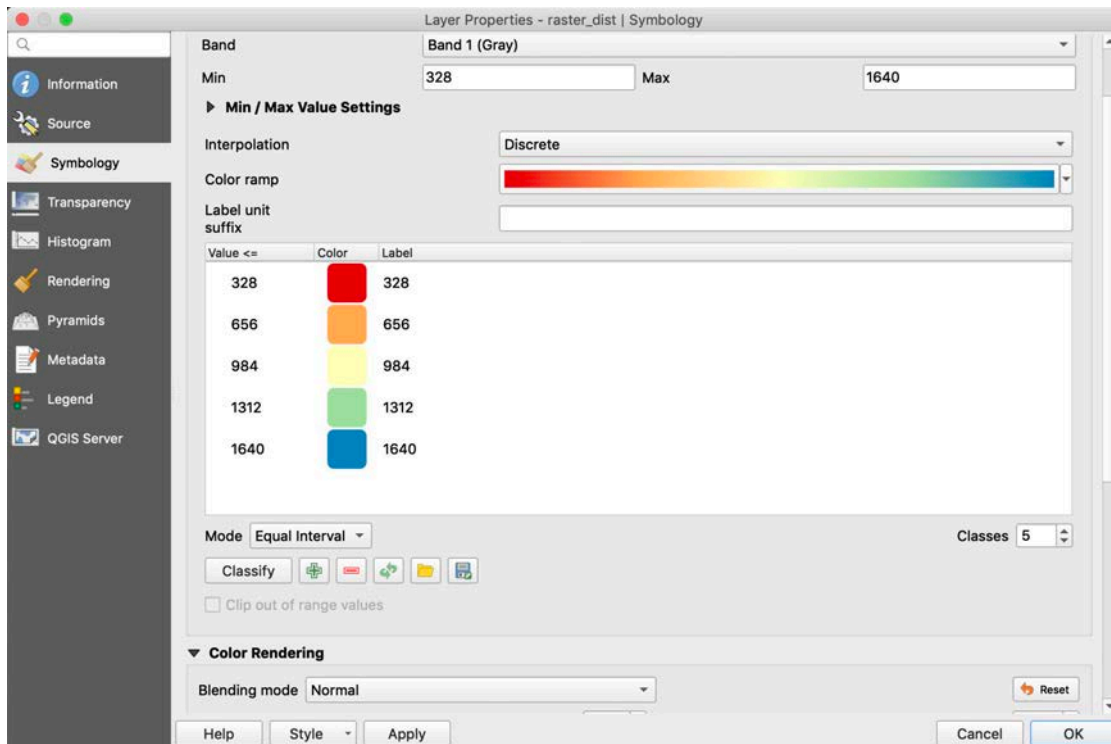 Layer Properties - raster_dist | Symbology
Information
Source
Symbology
Transparency
Histogram
Rendering
Pyramids
Metadata
Legend
QGIS Server
Band Band 1 (Gray)
Min 328 Max 1640
Min / Max Value Settings
Interpolation Discrete
Color ramp
Label unit
suffix
Value <= Color Label
328 328
656 656
984 984
1312 1312
1640 1640
Mode Equal Interval Classes 5
Classify
Clip out of range values
Color Rendering
Blending mode Normal Reset
Help Style Apply Cancel OK